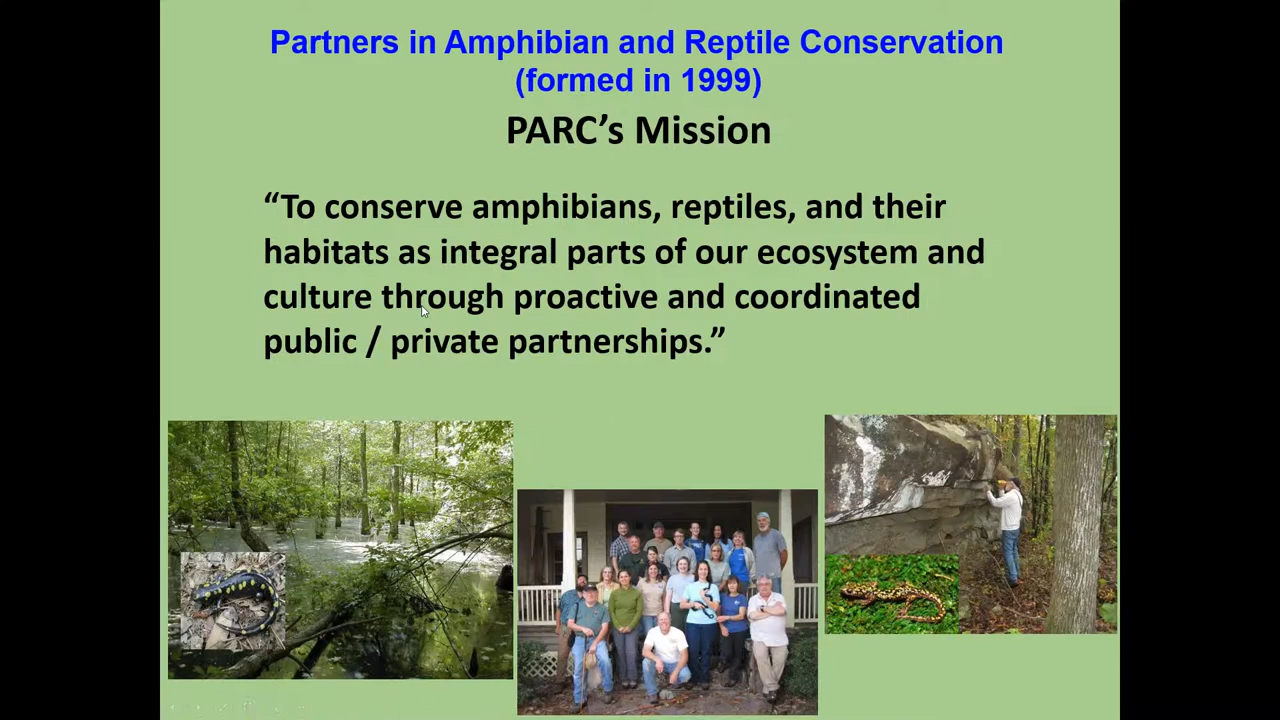 Partners in Amphibian and Reptile Conservation
(formed in 1999)
PARC’s Mission
“To conserve amphibians, reptiles, and their
habitats as integral parts of our ecosystem and
culture through proactive and coordinated
public / private partnerships.”